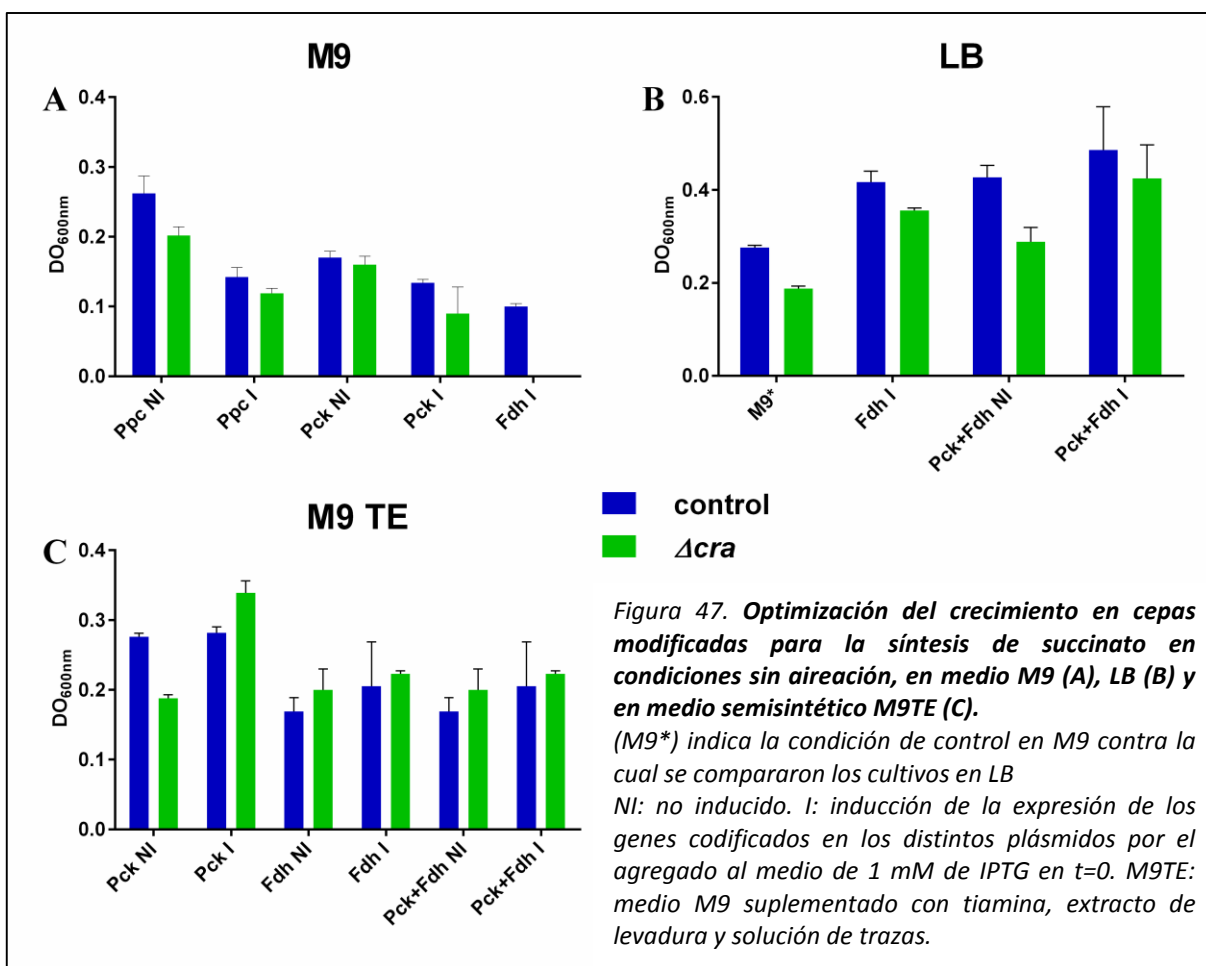 M9
A
0.4
0.3
0.2
0.1
0.0
DO600nm
Ppc NI
Ppc I
Pck NI
Pck I
Fdh I
LB
B
0.6
0.4
0.2
0.0
DO600nm
M9*
Fdh I
Pck+Fdh NI
Pck+Fdh I
M9 TE
C
0.4
0.3
0.2
0.1
0.0
DO600nm
Pck NI
Pck I
Fdh NI
Fdh I
Pck+Fdh NI
Pck+Fdh I
control
Δcra
Figura 47. Optimización del crecimiento en cepas
modificadas para la síntesis de succinato en
condiciones sin aireación, en medio M9 (A), LB (B) y
en medio semisintético M9TE (C).
(M9*) indica la condición de control en M9 contra la
cual se compararon los cultivos en LB
NI: no inducido. I: inducción de la expresión de los
genes codificados en los distintos plásmidos por el
agregado al medio de 1 mM de IPTG en t=0. M9TE:
medio M9 suplementado con tiamina, extracto de
levadura y solución de trazas.